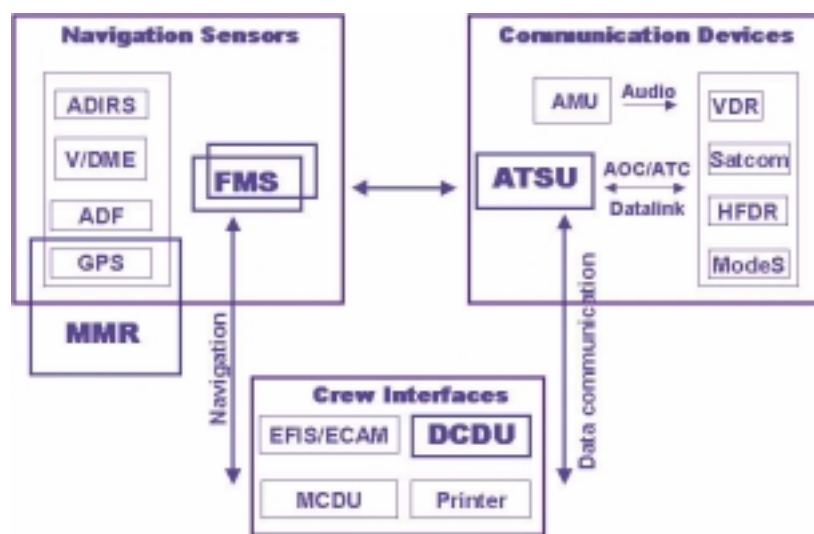 Navigation Sensors
ADIRS
V/DME
ADF
GPS
FMS
MMR
Communication Devices
AMU
Audio
VDR
ATSU
AOC/ATC
Datalink
Satcom
HFDR
ModeS
Navigation
Data communication
Crew Interfaces
EFIS/ECAM
DCDU
MCDU
Printer